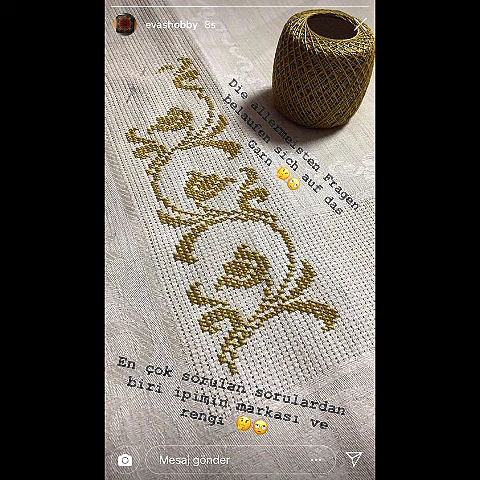 evashobby 8s
Die allermeisten Fragen
belaufen sich auf das
Garn 🤔🙄
En çok sorulan sorulardan
biri ipimin markası ve
rengi 🤔🙄
Mesaj gönder